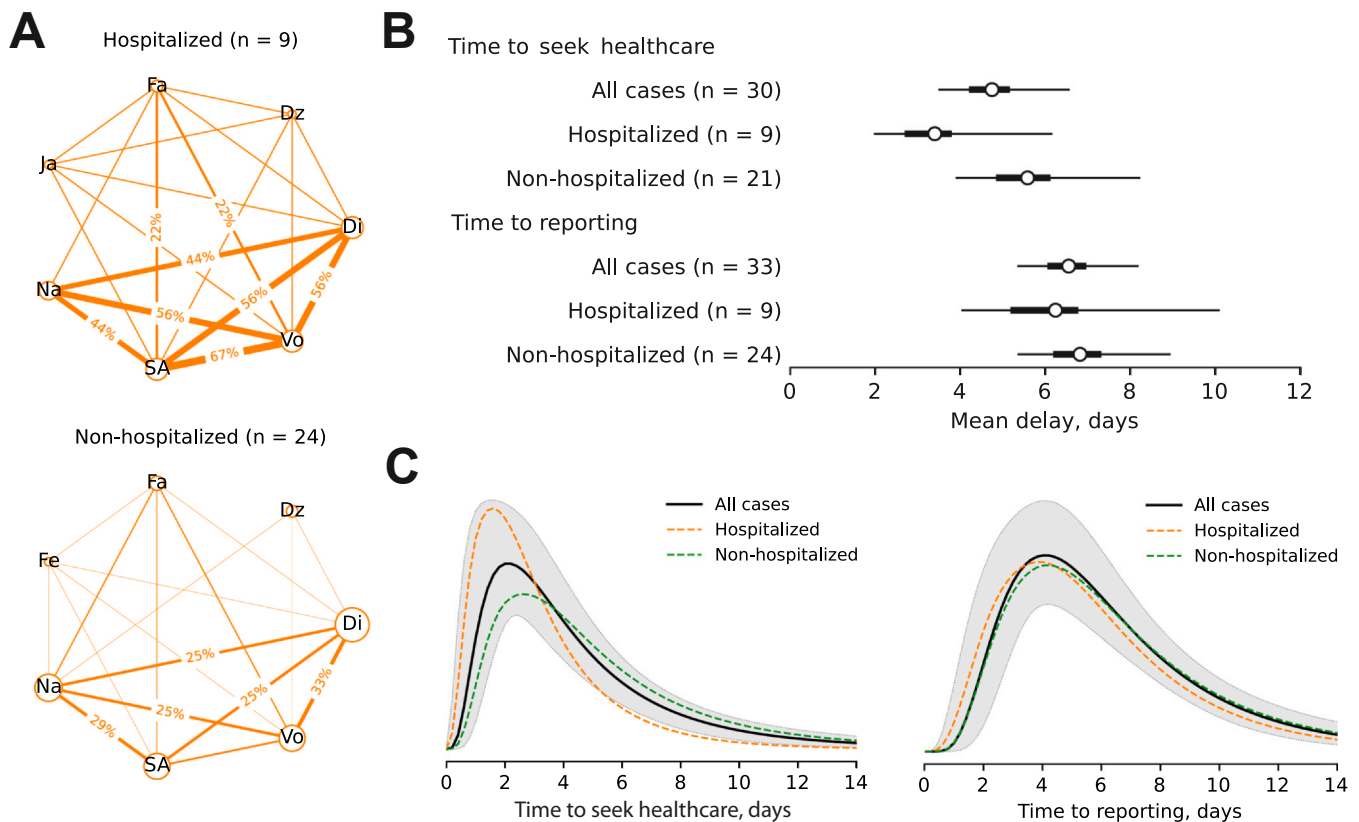 A
Hospitalized (n = 9)
Fa
Dz
Ja
Di
Na
Vo
SA
22%
22%
44%
56%
56%
56%
44%
67%
Non-hospitalized (n = 24)
Fa
Dz
Fe
Di
Na
Vo
SA
25%
33%
25%
25%
29%
B
Time to seek healthcare
All cases (n = 30)
Hospitalized (n = 9)
Non-hospitalized (n = 21)
Time to reporting
All cases (n = 33)
Hospitalized (n = 9)
Non-hospitalized (n = 24)
0 2 4 6 8 10 12
Mean delay, days
C
All cases
Hospitalized
Non-hospitalized
0 2 4 6 8 10 12 14
Time to seek healthcare, days
All cases
Hospitalized
Non-hospitalized
0 2 4 6 8 10 12 14
Time to reporting, days